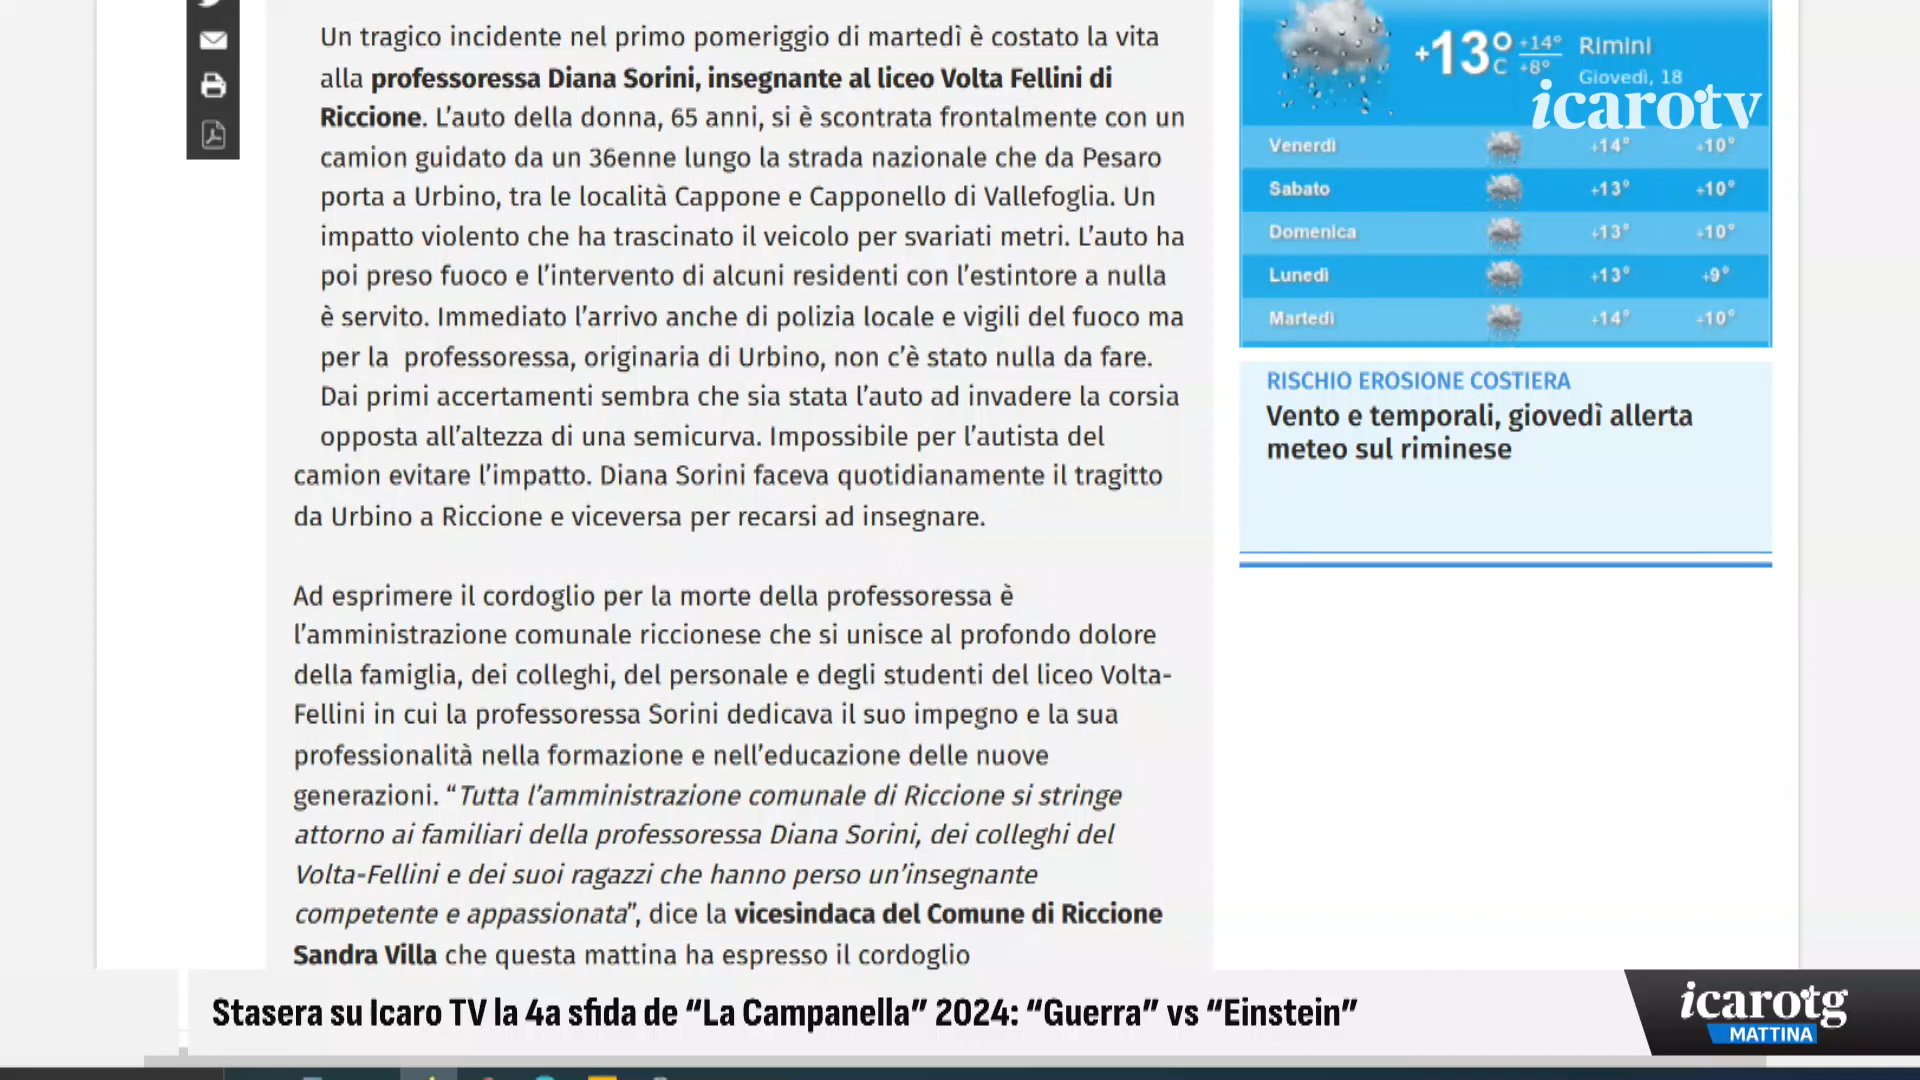 Un tragico incidente nel primo pomeriggio di martedì è costato la vita
alla professoressa Diana Sorini, insegnante al liceo Volta Fellini di
Riccione. L’auto della donna, 65 anni, si è scontrata frontalmente con un
camion guidato da un 36enne lungo la strada nazionale che da Pesaro
porta a Urbino, tra le località Cappone e Capponello di Vallefoglia. Un
impatto violento che ha trascinato il veicolo per svariati metri. L’auto ha
poi preso fuoco e l’intervento di alcuni residenti con l’estintore a nulla
è servito. Immediato l’arrivo anche di polizia locale e vigili del fuoco ma
per la  professoressa, originaria di Urbino, non c’è stato nulla da fare.
Dai primi accertamenti sembra che sia stata l’auto ad invadere la corsia
opposta all’altezza di una semicurva. Impossibile per l’autista del
camion evitare l’impatto. Diana Sorini faceva quotidianamente il tragitto
da Urbino a Riccione e viceversa per recarsi ad insegnare.
Ad esprimere il cordoglio per la morte della professoressa è
l’amministrazione comunale riccionese che si unisce al profondo dolore
della famiglia, dei colleghi, del personale e degli studenti del liceo Volta-
Fellini in cui la professoressa Sorini dedicava il suo impegno e la sua
professionalità nella formazione e nell’educazione delle nuove
generazioni. “Tutta l’amministrazione comunale di Riccione si stringe
attorno ai familiari della professoressa Diana Sorini, dei colleghi del
Volta-Fellini e dei suoi ragazzi che hanno perso un’insegnante
competente e appassionata”, dice la vicesindaca del Comune di Riccione
Sandra Villa che questa mattina ha espresso il cordoglio
+13°C +14° +8° Rimini
Giovedì, 18
icarotv
Venerdì +14° +10°
Sabato +13° +10°
Domenica +13° +10°
Lunedì +13° +9°
Martedì +14° +10°
RISCHIO EROSIONE COSTIERA
Vento e temporali, giovedì allerta
meteo sul riminese
Stasera su Icaro TV la 4a sfida de “La Campanella” 2024: “Guerra” vs “Einstein”
icarotg
MATTINA